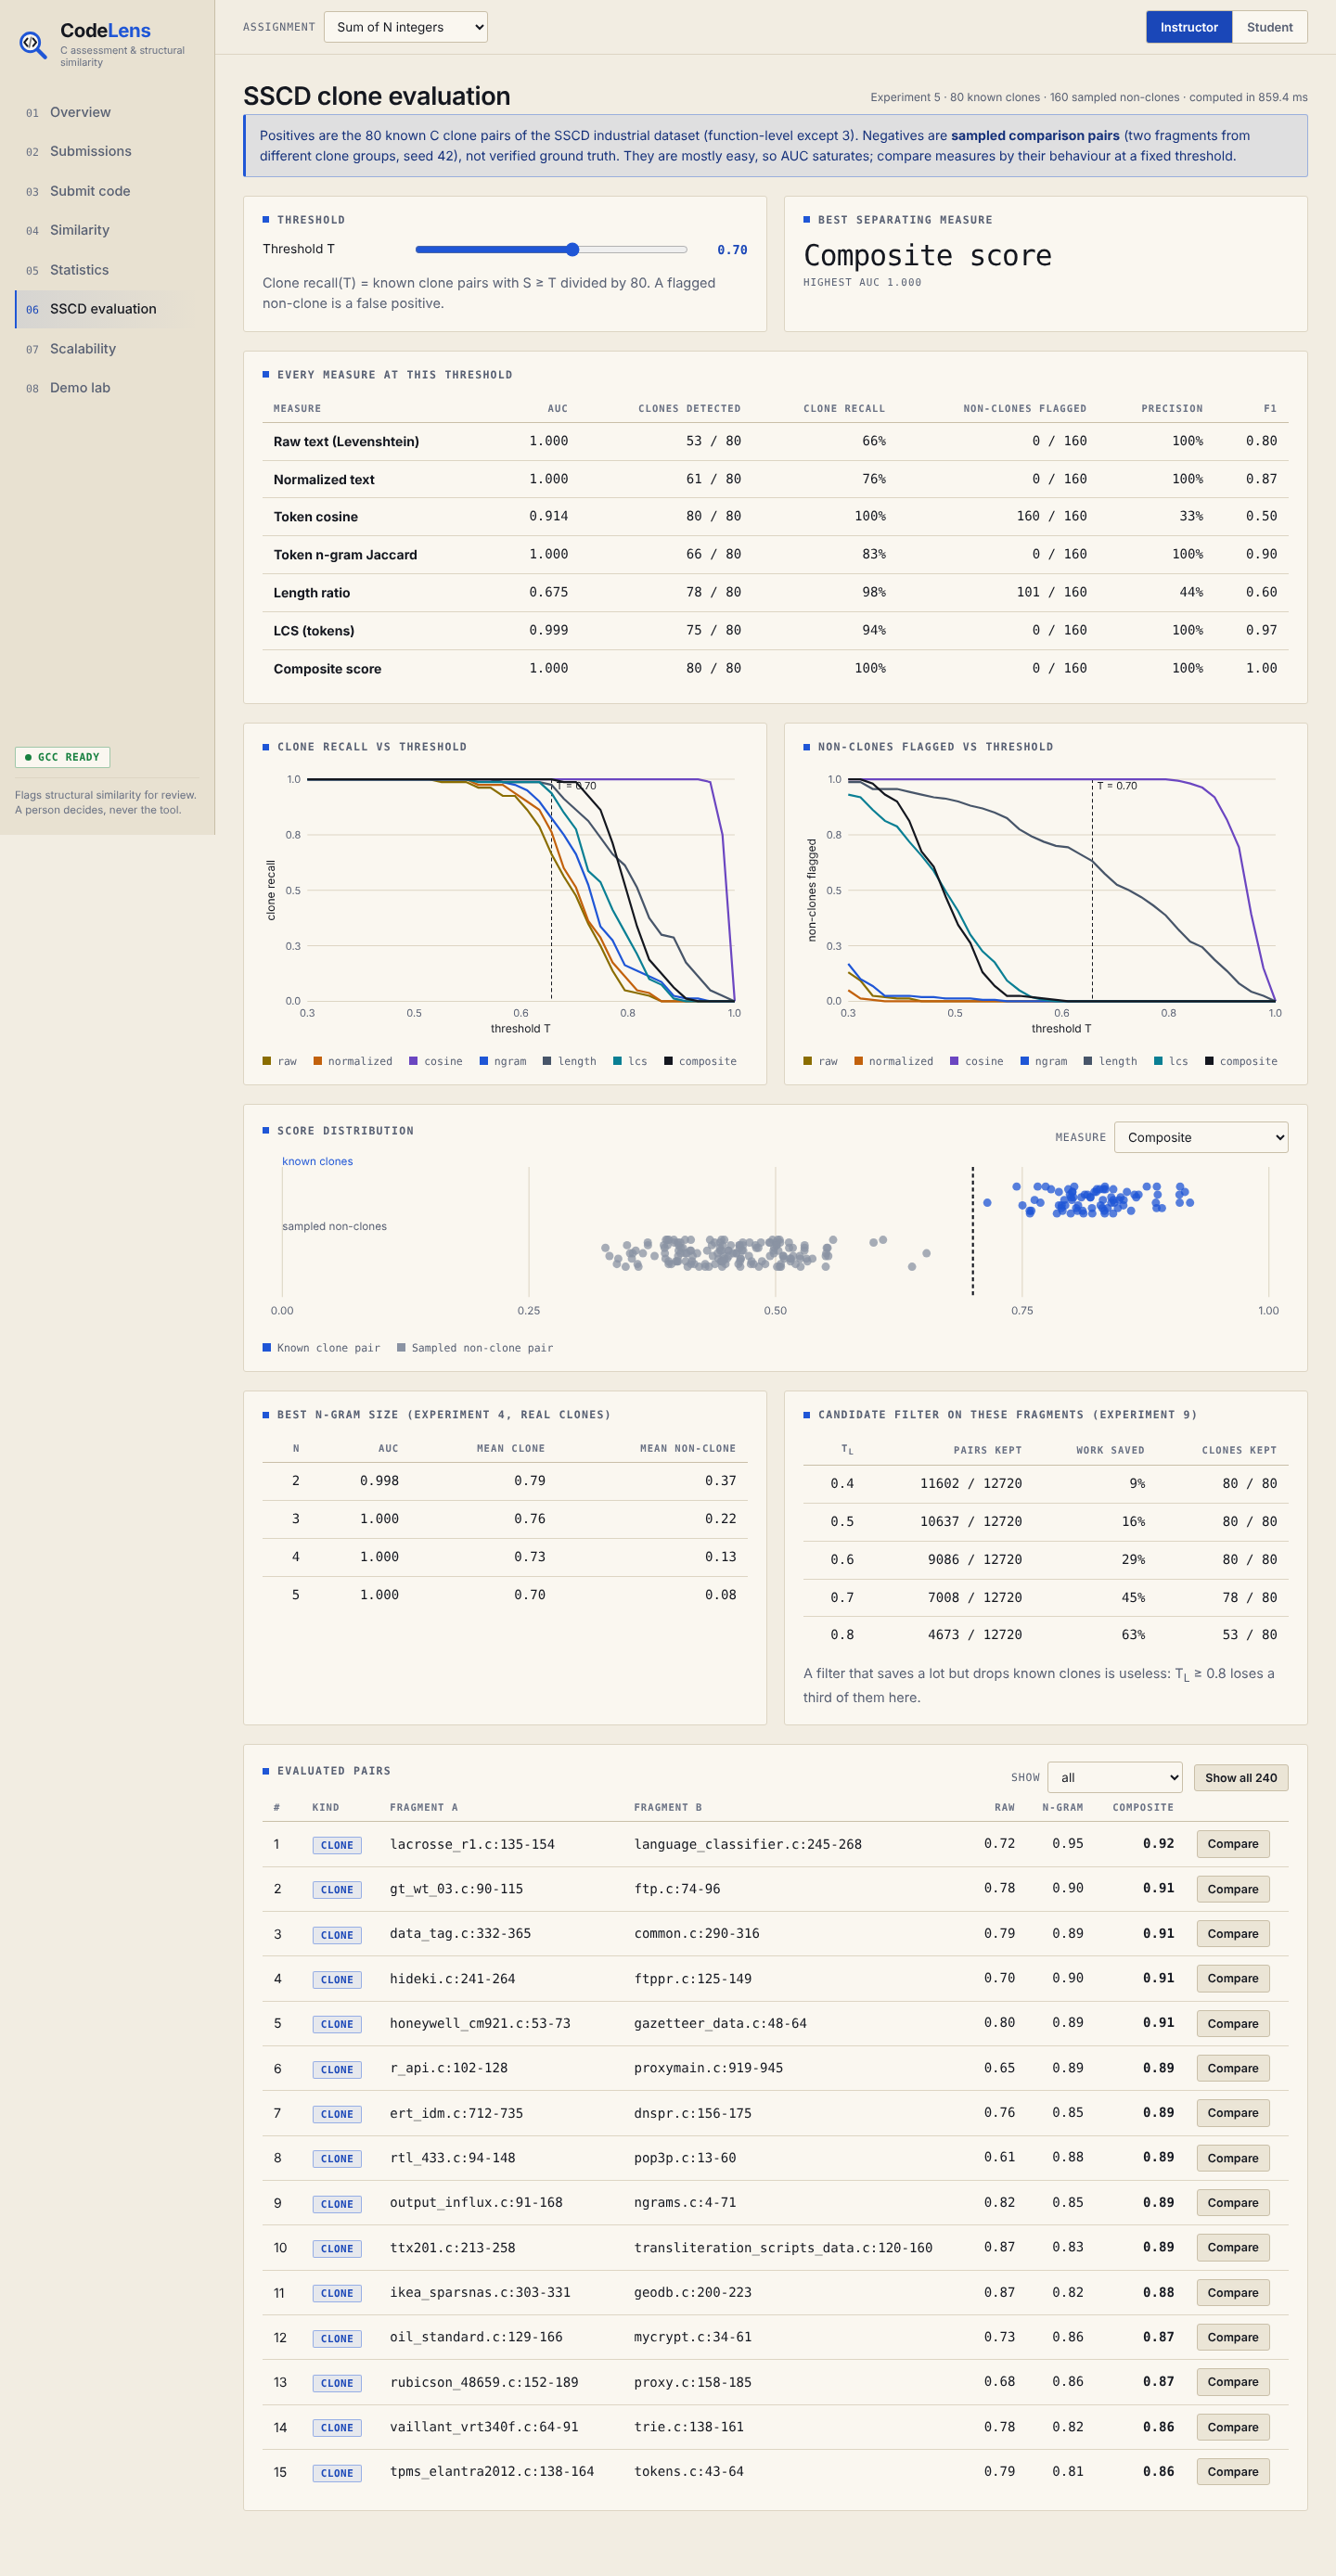 CodeLens
C assessment & structural
similarity
01 Overview
02 Submissions
03 Submit code
04 Similarity
05 Statistics
06 SSCD evaluation
07 Scalability
08 Demo lab
GCC READY
Flags structural similarity for review.
A person decides, never the tool.
ASSIGNMENT Sum of N integers Instructor Student
SSCD clone evaluation Experiment 5 · 80 known clones · 160 sampled non-clones · computed in 859.4 ms
Positives are the 80 known C clone pairs of the SSCD industrial dataset (function-level except 3). Negatives are sampled comparison pairs (two fragments from
different clone groups, seed 42), not verified ground truth. They are mostly easy, so AUC saturates; compare measures by their behaviour at a fixed threshold.
THRESHOLD
Threshold T 0.70
Clone recall(T) = known clone pairs with S ≥ T divided by 80. A flagged
non-clone is a false positive.
BEST SEPARATING MEASURE
Composite score
HIGHEST AUC 1.000
EVERY MEASURE AT THIS THRESHOLD
MEASURE AUC CLONES DETECTED CLONE RECALL NON-CLONES FLAGGED PRECISION F1
Raw text (Levenshtein) 1.000 53 / 80 66% 0 / 160 100% 0.80
Normalized text 1.000 61 / 80 76% 0 / 160 100% 0.87
Token cosine 0.914 80 / 80 100% 160 / 160 33% 0.50
Token n-gram Jaccard 1.000 66 / 80 83% 0 / 160 100% 0.90
Length ratio 0.675 78 / 80 98% 101 / 160 44% 0.60
LCS (tokens) 0.999 75 / 80 94% 0 / 160 100% 0.97
Composite score 1.000 80 / 80 100% 0 / 160 100% 1.00
CLONE RECALL VS THRESHOLD
1.0
T = 0.70
0.8
clone recall
0.5
0.3
0.0
0.3 0.5 0.6 0.8 1.0
threshold T
raw normalized cosine ngram length lcs composite
NON-CLONES FLAGGED VS THRESHOLD
1.0
T = 0.70
0.8
non-clones flagged
0.5
0.3
0.0
0.3 0.5 0.6 0.8 1.0
threshold T
raw normalized cosine ngram length lcs composite
SCORE DISTRIBUTION MEASURE Composite
known clones
sampled non-clones
0.00 0.25 0.50 0.75 1.00
Known clone pair Sampled non-clone pair
BEST N-GRAM SIZE (EXPERIMENT 4, REAL CLONES)
N AUC MEAN CLONE MEAN NON-CLONE
2 0.998 0.79 0.37
3 1.000 0.76 0.22
4 1.000 0.73 0.13
5 1.000 0.70 0.08
CANDIDATE FILTER ON THESE FRAGMENTS (EXPERIMENT 9)
TL PAIRS KEPT WORK SAVED CLONES KEPT
0.4 11602 / 12720 9% 80 / 80
0.5 10637 / 12720 16% 80 / 80
0.6 9086 / 12720 29% 80 / 80
0.7 7008 / 12720 45% 78 / 80
0.8 4673 / 12720 63% 53 / 80
A filter that saves a lot but drops known clones is useless: TL ≥ 0.8 loses a
third of them here.
EVALUATED PAIRS SHOW all Show all 240
# KIND FRAGMENT A FRAGMENT B RAW N-GRAM COMPOSITE
1 CLONE lacrosse_r1.c:135-154 language_classifier.c:245-268 0.72 0.95 0.92 Compare
2 CLONE gt_wt_03.c:90-115 ftp.c:74-96 0.78 0.90 0.91 Compare
3 CLONE data_tag.c:332-365 common.c:290-316 0.79 0.89 0.91 Compare
4 CLONE hideki.c:241-264 ftppr.c:125-149 0.70 0.90 0.91 Compare
5 CLONE honeywell_cm921.c:53-73 gazetteer_data.c:48-64 0.80 0.89 0.91 Compare
6 CLONE r_api.c:102-128 proxymain.c:919-945 0.65 0.89 0.89 Compare
7 CLONE ert_idm.c:712-735 dnspr.c:156-175 0.76 0.85 0.89 Compare
8 CLONE rtl_433.c:94-148 pop3p.c:13-60 0.61 0.88 0.89 Compare
9 CLONE output_influx.c:91-168 ngrams.c:4-71 0.82 0.85 0.89 Compare
10 CLONE ttx201.c:213-258 transliteration_scripts_data.c:120-160 0.87 0.83 0.89 Compare
11 CLONE ikea_sparsnas.c:303-331 geodb.c:200-223 0.87 0.82 0.88 Compare
12 CLONE oil_standard.c:129-166 mycrypt.c:34-61 0.73 0.86 0.87 Compare
13 CLONE rubicson_48659.c:152-189 proxy.c:158-185 0.68 0.86 0.87 Compare
14 CLONE vaillant_vrt340f.c:64-91 trie.c:138-161 0.78 0.82 0.86 Compare
15 CLONE tpms_elantra2012.c:138-164 tokens.c:43-64 0.79 0.81 0.86 Compare